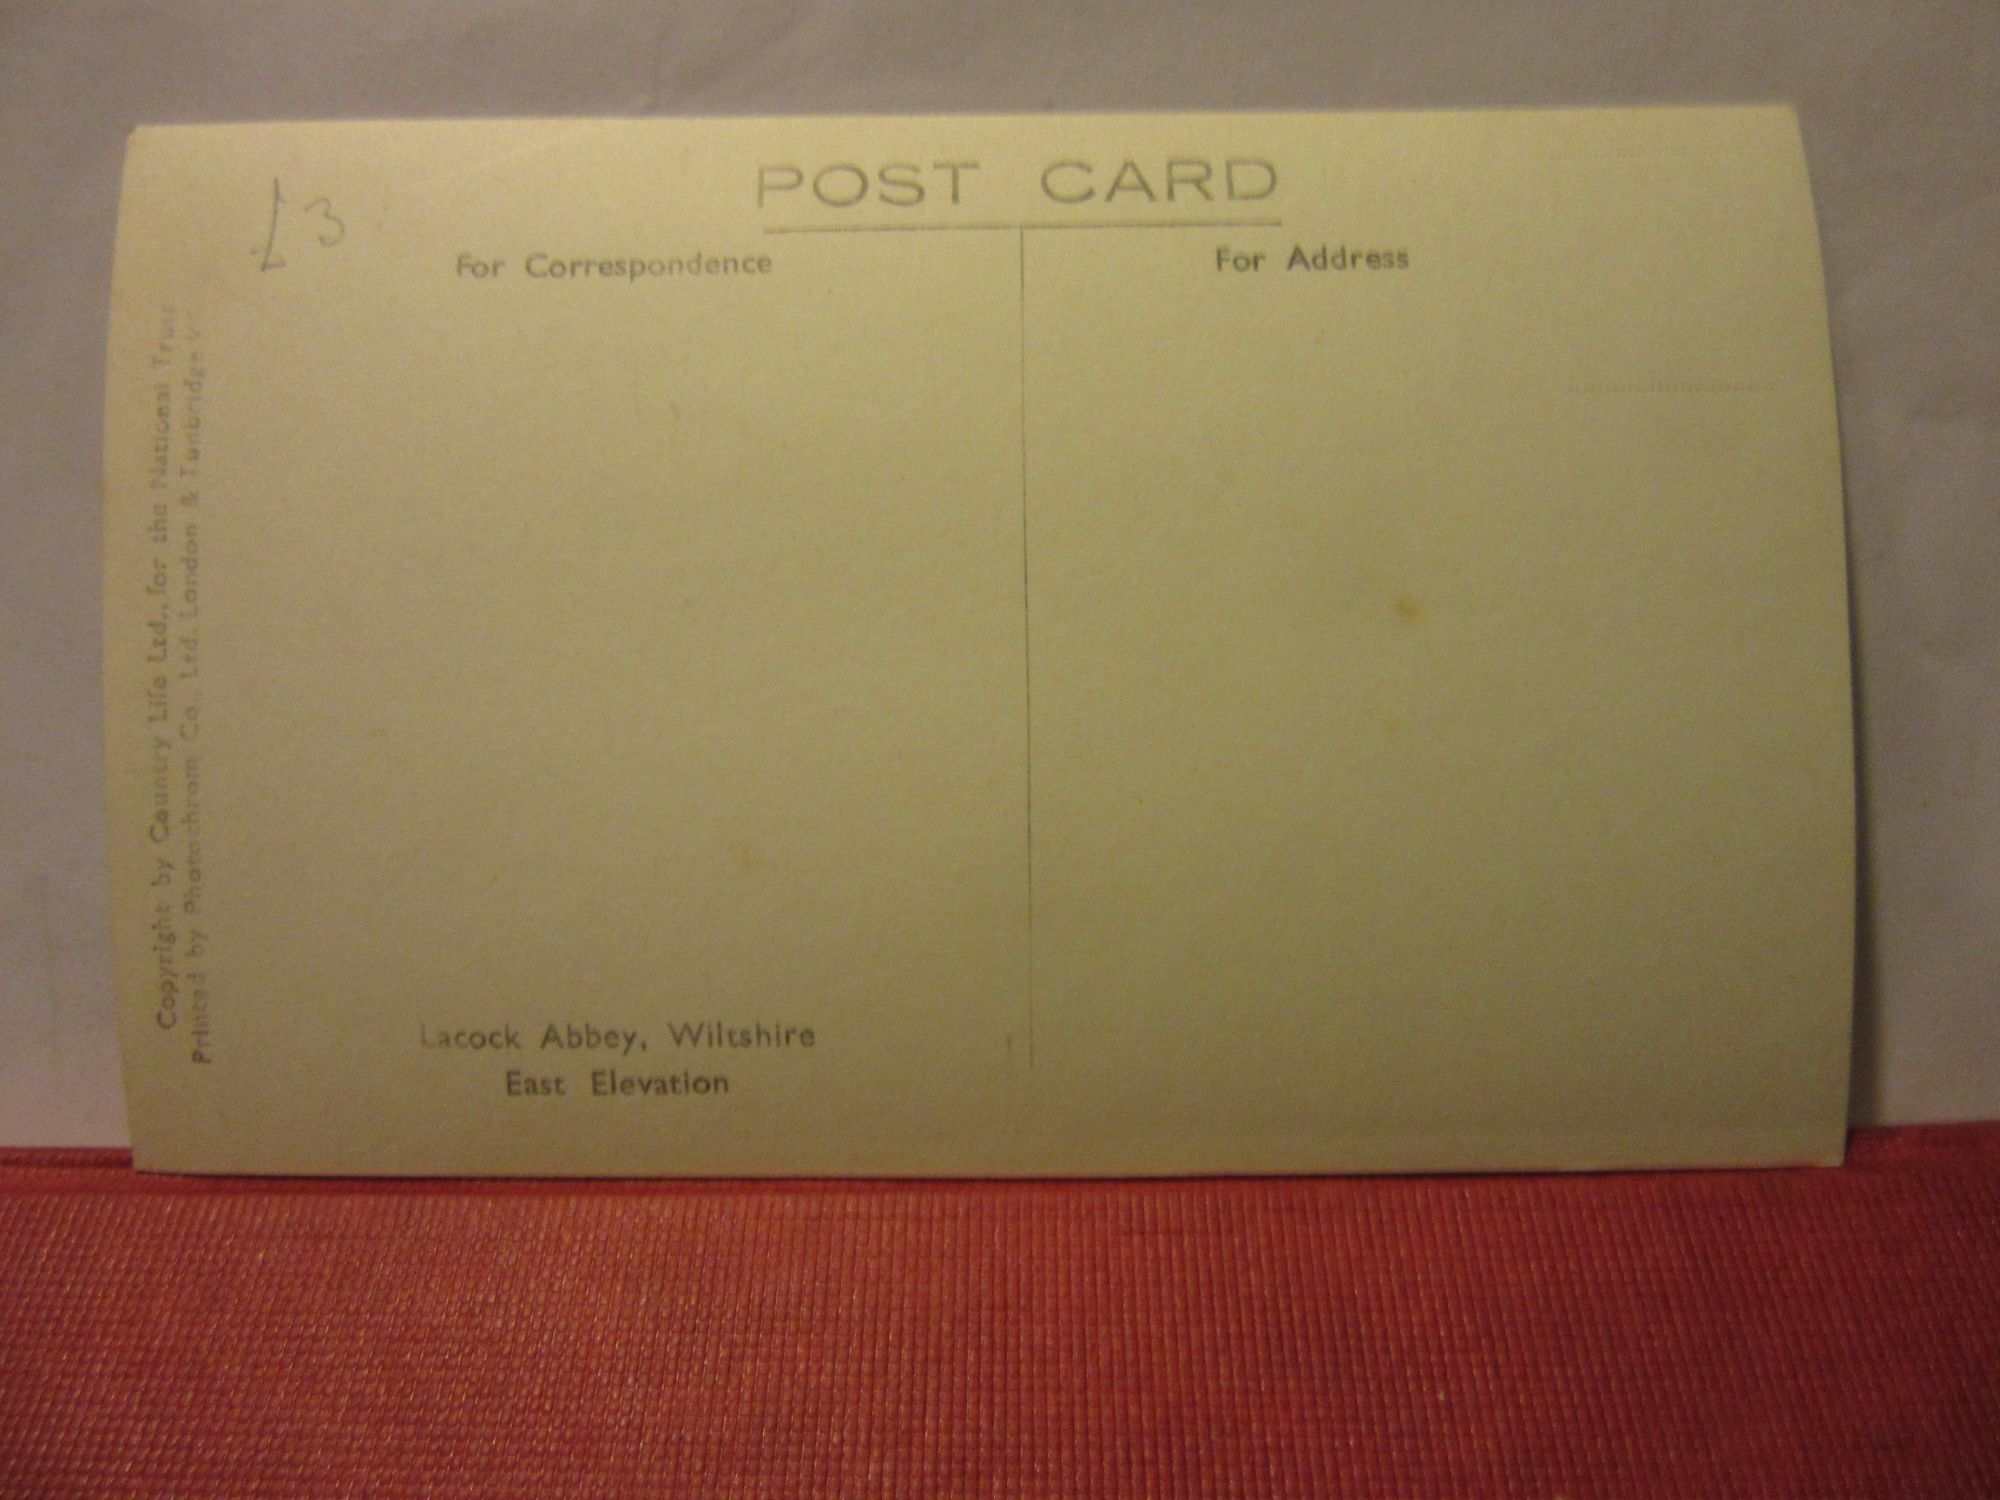 POST CARD
£3
For Correspondence
For Address
Copyright by Country Life Ltd., for the National Trust
Printed by Photochrom Co., Ltd. London & Tunbridge
Lacock Abbey, Wiltshire
East Elevation